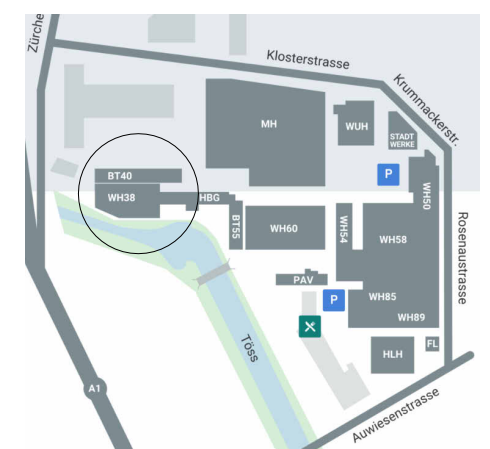 Zürche
Klosterstrasse
Krummackerstr.
MH
WUH
STADT
WERKE
P
BT40
WH38
HBG
BT55
WH60
WH54
WH50
WH58
Rosenaustrasse
PAV
P
WH85
WH89
Töss
HLH
FL
A1
Auwiesenstrasse